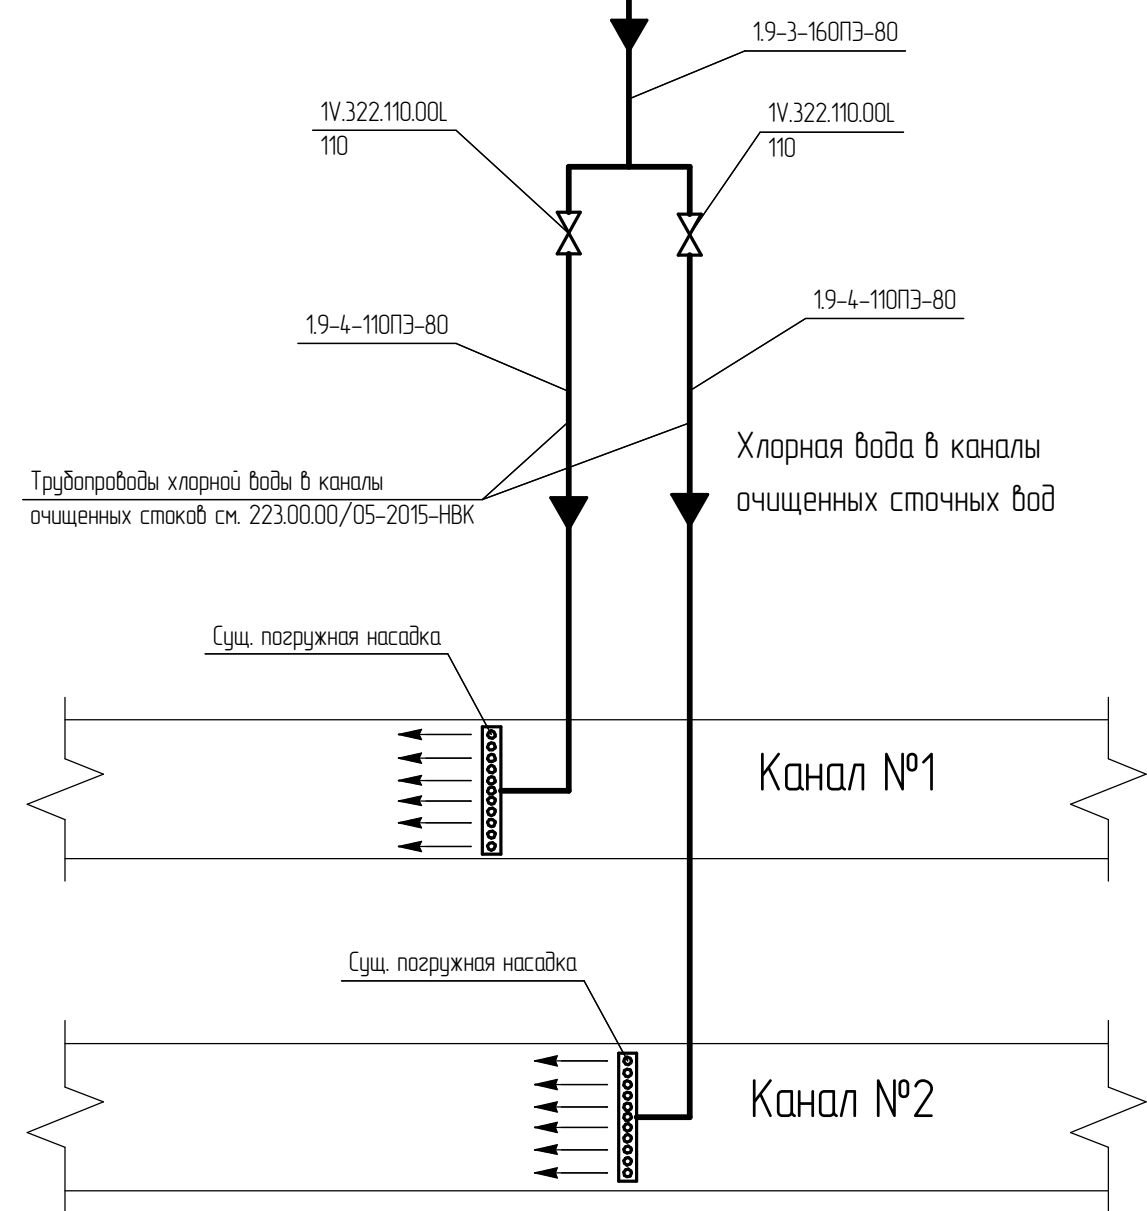 1.9-3-160ПЭ-80
1V.322.110.00L
110
1V.322.110.00L
110
1.9-4-110ПЭ-80
1.9-4-110ПЭ-80
Хлорная вода в каналы
очищенных сточных вод
Трубопроводы хлорной воды в каналы
очищенных стоков см. 223.00.00/05-2015-НВК
Сущ. погружная насадка
Канал №1
Сущ. погружная насадка
Канал №2